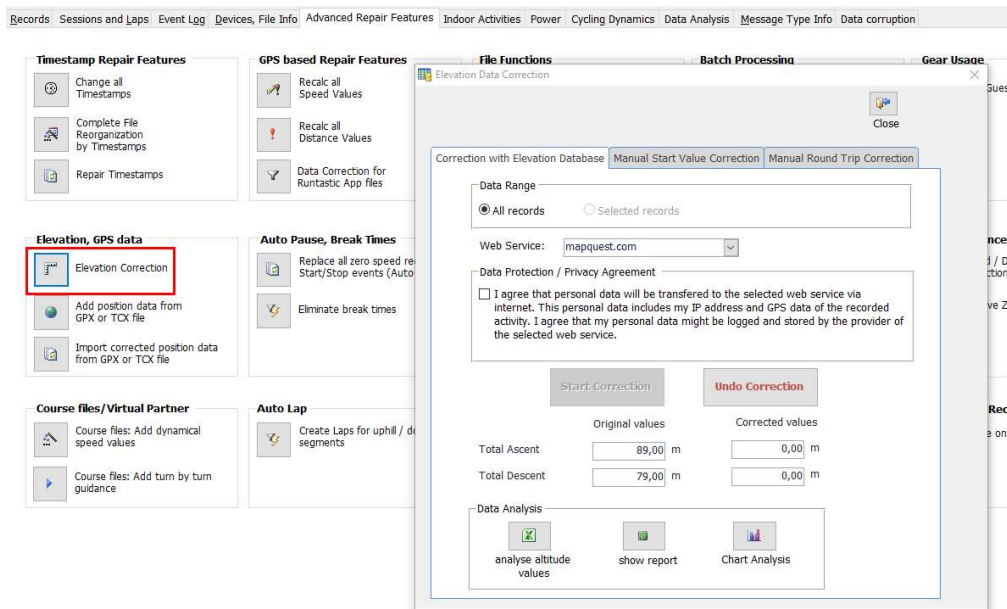 Records Sessions and Laps Event Log Devices, File Info Advanced Repair Features Indoor Activities Power Cycling Dynamics Data Analysis Message Type Info Data corruption
Timestamp Repair Features
Change all
Timestamps
Complete File
Reorganization
by Timestamps
Repair Timestamps
GPS based Repair Features
Recalc all
Speed Values
Recalc all
Distance Values
Data Correction for
Runtastic App files
File Functions
Batch Processing
Gear Usage
Elevation, GPS data
Elevation Correction
Add position data from
GPX or TCX file
Import corrected position data
from GPX or TCX file
Auto Pause, Break Times
Replace all zero speed
Start/Stop events (Auto
Eliminate break times
Course files/Virtual Partner
Course files: Add dynamical
speed values
Course files: Add turn by turn
guidance
Auto Lap
Create Laps for uphill /
segments
Elevation Data Correction
Close
Correction with Elevation Database Manual Start Value Correction Manual Round Trip Correction
Data Range
All records Selected records
Web Service: mapquest.com
Data Protection / Privacy Agreement
I agree that personal data will be transfered to the selected web service via
internet. This personal data includes my IP address and GPS data of the recorded
activity. I agree that my personal data might be logged and stored by the provider of
the selected web service.
Start Correction Undo Correction
Original values Corrected values
Total Ascent 89,00 m 0,00 m
Total Descent 79,00 m 0,00 m
Data Analysis
analyse altitude
values
show report
Chart Analysis